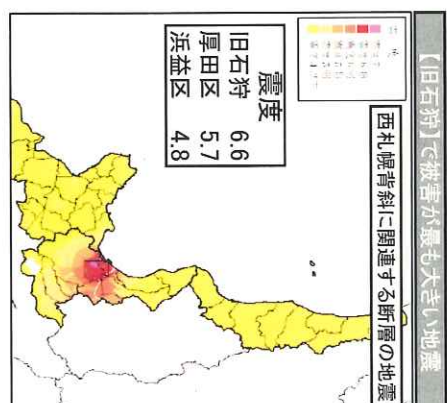 【旧石狩】で被害が最も大きい地震
西札幌背斜に関連する断層の地震
震度
旧石狩 6.6
厚田区 5.7
浜益区 4.8